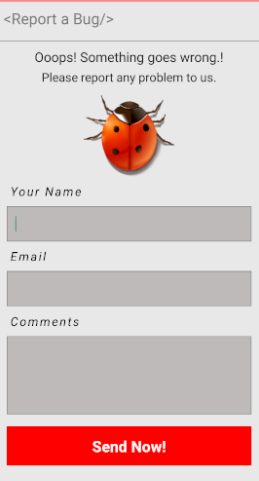 <Report a Bug/>
Ooops! Something goes wrong.!
Please report any problem to us.
Your Name
Email
Comments
Send Now!